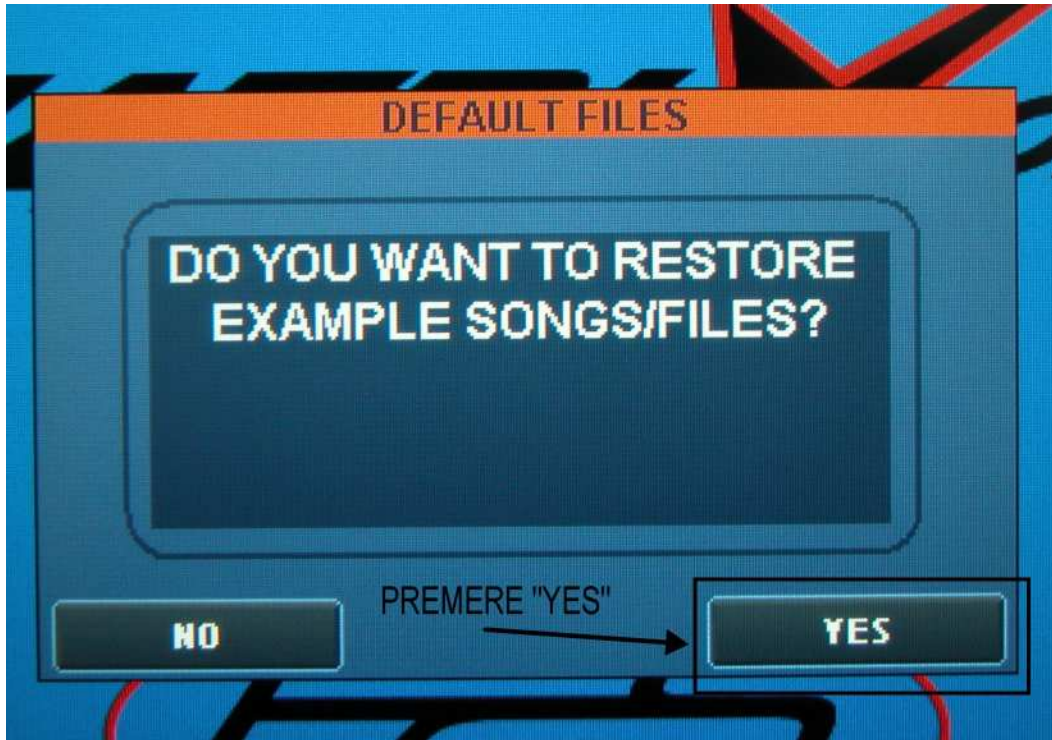 DEFAULT FILES
DO YOU WANT TO RESTORE
EXAMPLE SONGS/FILES?
PREMERE "YES"
NO
YES